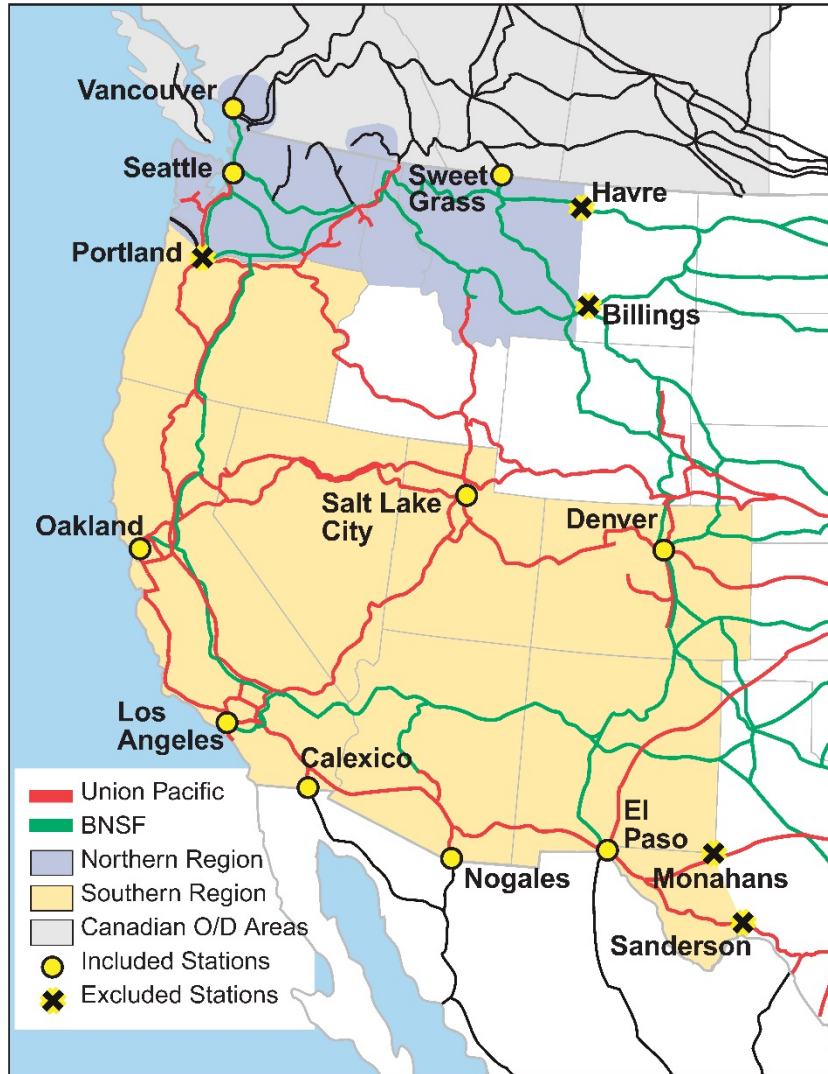 Vancouver
Seattle
Sweet
Grass
Havre
Portland
Billings
Salt Lake
City
Oakland
Denver
Los
Angeles
Calexico
El
Paso
Nogales
Monahans
Sanderson
Union Pacific
BNSF
Northern Region
Southern Region
Canadian O/D Areas
Included Stations
Excluded Stations